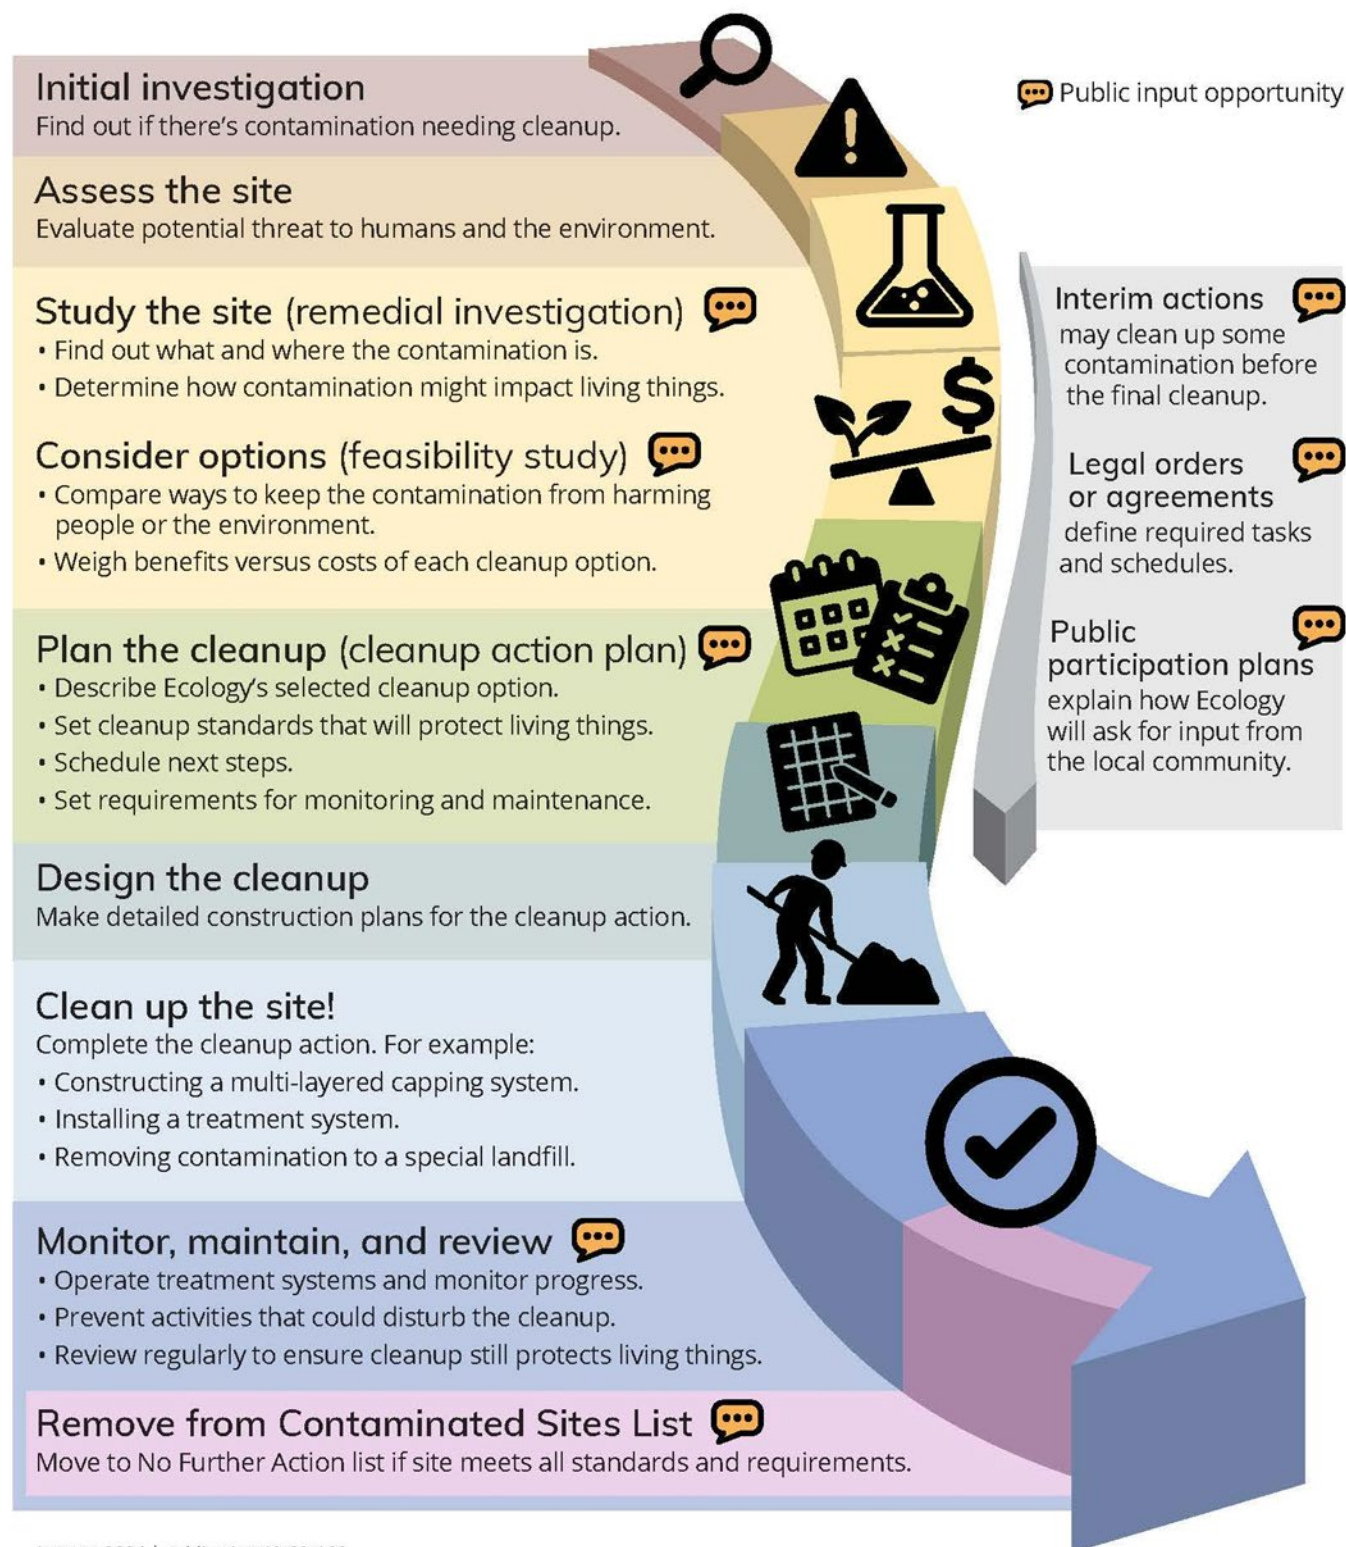 Initial investigation
Find out if there's contamination needing cleanup.
Public input opportunity
Assess the site
Evaluate potential threat to humans and the environment.
Study the site (remedial investigation)
• Find out what and where the contamination is.
• Determine how contamination might impact living things.
Consider options (feasibility study)
• Compare ways to keep the contamination from harming
people or the environment.
• Weigh benefits versus costs of each cleanup option.
Plan the cleanup (cleanup action plan)
• Describe Ecology's selected cleanup option.
• Set cleanup standards that will protect living things.
• Schedule next steps.
• Set requirements for monitoring and maintenance.
Design the cleanup
Make detailed construction plans for the cleanup action.
Clean up the site!
Complete the cleanup action. For example:
• Constructing a multi-layered capping system.
• Installing a treatment system.
• Removing contamination to a special landfill.
Monitor, maintain, and review
• Operate treatment systems and monitor progress.
• Prevent activities that could disturb the cleanup.
• Review regularly to ensure cleanup still protects living things.
Remove from Contaminated Sites List
Move to No Further Action list if site meets all standards and requirements.
Interim actions
may clean up some
contamination before
the final cleanup.
Legal orders
or agreements
define required tasks
and schedules.
Public
participation plans
explain how Ecology
will ask for input from
the local community.
$